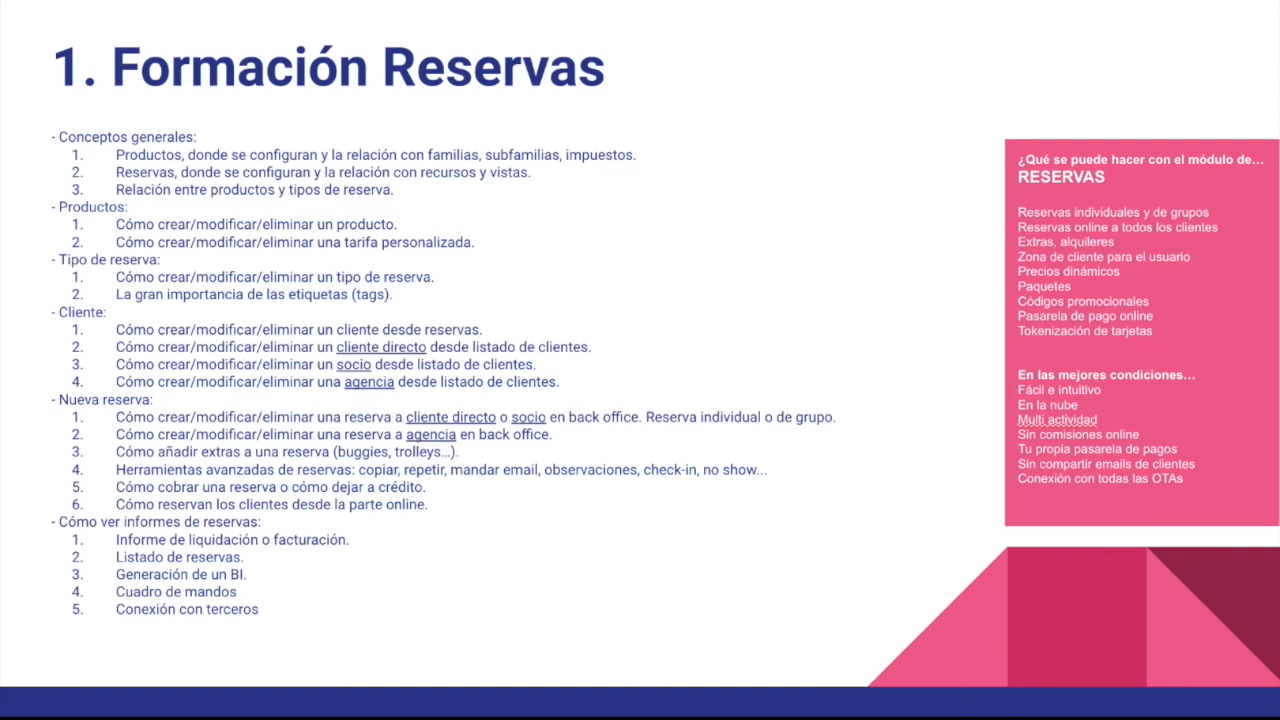 1. Formación Reservas
- Conceptos generales:
1. Productos, donde se configuran y la relación con familias, subfamilias, impuestos.
2. Reservas, donde se configuran y la relación con recursos y vistas.
3. Relación entre productos y tipos de reserva.
- Productos:
1. Cómo crear/modificar/eliminar un producto.
2. Cómo crear/modificar/eliminar una tarifa personalizada.
- Tipo de reserva:
1. Cómo crear/modificar/eliminar un tipo de reserva.
2. La gran importancia de las etiquetas (tags).
- Cliente:
1. Cómo crear/modificar/eliminar un cliente desde reservas.
2. Cómo crear/modificar/eliminar un cliente directo desde listado de clientes.
3. Cómo crear/modificar/eliminar un socio desde listado de clientes.
4. Cómo crear/modificar/eliminar una agencia desde listado de clientes.
- Nueva reserva:
1. Cómo crear/modificar/eliminar una reserva a cliente directo o socio en back office. Reserva individual o de grupo.
2. Cómo crear/modificar/eliminar una reserva a agencia en back office.
3. Cómo añadir extras a una reserva (buggies, trolleys…).
4. Herramientas avanzadas de reservas: copiar, repetir, mandar email, observaciones, check-in, no show...
5. Cómo cobrar una reserva o cómo dejar a crédito.
6. Cómo reservan los clientes desde la parte online.
- Cómo ver informes de reservas:
1. Informe de liquidación o facturación.
2. Listado de reservas.
3. Generación de un BI.
4. Cuadro de mandos
5. Conexión con terceros
¿Qué se puede hacer con el módulo de…
RESERVAS
Reservas individuales y de grupos
Reservas online a todos los clientes
Extras, alquileres
Zona de cliente para el usuario
Precios dinámicos
Paquetes
Códigos promocionales
Pasarela de pago online
Tokenización de tarjetas
En las mejores condiciones…
Fácil e intuitivo
En la nube
Multi actividad
Sin comisiones online
Tu propia pasarela de pagos
Sin compartir emails de clientes
Conexión con todas las OTAs